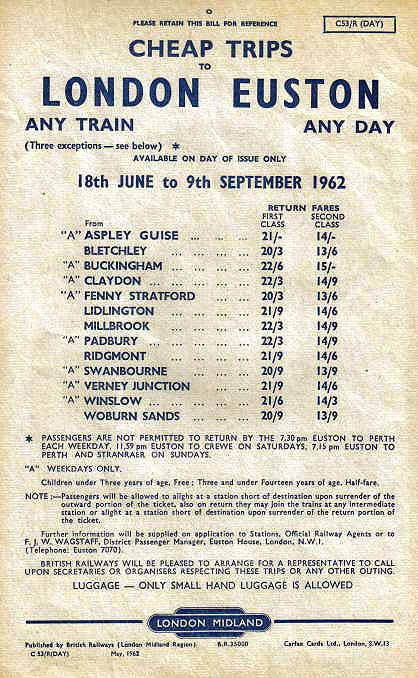 PLEASE RETAIN THIS BILL FOR REFERENCE
C53/R (DAY)
CHEAP TRIPS
TO
LONDON EUSTON
ANY TRAIN ANY DAY
(Three exceptions — see below) *
AVAILABLE ON DAY OF ISSUE ONLY
18th JUNE to 9th SEPTEMBER 1962
RETURN FARES
From FIRST CLASS SECOND CLASS
"A" ASPLEY GUISE ... ... ... 21/- 14/-
BLETCHLEY ... ... ... ... 20/3 13/6
"A" BUCKINGHAM ... ... ... ... 22/6 15/-
"A" CLAYDON ... ... ... ... 22/3 14/9
"A" FENNY STRATFORD ... ... ... 20/3 13/6
LIDLINGTON ... ... ... ... 21/9 14/6
MILLBROOK ... ... ... ... 22/3 14/9
"A" PADBURY ... ... ... ... 22/3 14/9
RIDGMONT ... ... ... ... 21/9 14/6
"A" SWANBOURNE ... ... ... ... 20/9 13/9
"A" VERNEY JUNCTION ... ... ... 21/9 14/6
"A" WINSLOW ... ... ... ... ... 21/6 14/3
WOBURN SANDS ... ... ... 20/9 13/9
* PASSENGERS ARE NOT PERMITTED TO RETURN BY THE 7.30 pm EUSTON TO PERTH
EACH WEEKDAY. 11.59 pm EUSTON TO CREWE ON SATURDAYS, 7.15 pm EUSTON TO
PERTH AND STRANRAER ON SUNDAYS.
"A" WEEKDAYS ONLY.
Children under Three years of age, Free ; Three and under Fourteen years of age, Half-fare.
NOTE :—Passengers will be allowed to alight at a station short of destination upon surrender of the
outward portion of the ticket, also on return they may join the trains at any intermediate
station or alight at a station short of destination upon surrender of the return portion of
the ticket.
Further information will be supplied on application to Stations, Official Railway Agents or to
F. J. W. WAGSTAFF, District Passenger Manager, Euston House, London, N.W.1.
(Telephone: Euston 7070).
BRITISH RAILWAYS WILL BE PLEASED TO ARRANGE FOR A REPRESENTATIVE TO CALL
UPON SECRETARIES OR ORGANISERS RESPECTING THESE TRIPS OR ANY OTHER OUTING.
LUGGAGE — ONLY SMALL HAND LUGGAGE IS ALLOWED
LONDON MIDLAND
Published by British Railways (London Midland Region) B.R.35000 Carfax Cards Ltd., London, S.W.13
C 53/R(DAY) May, 1962